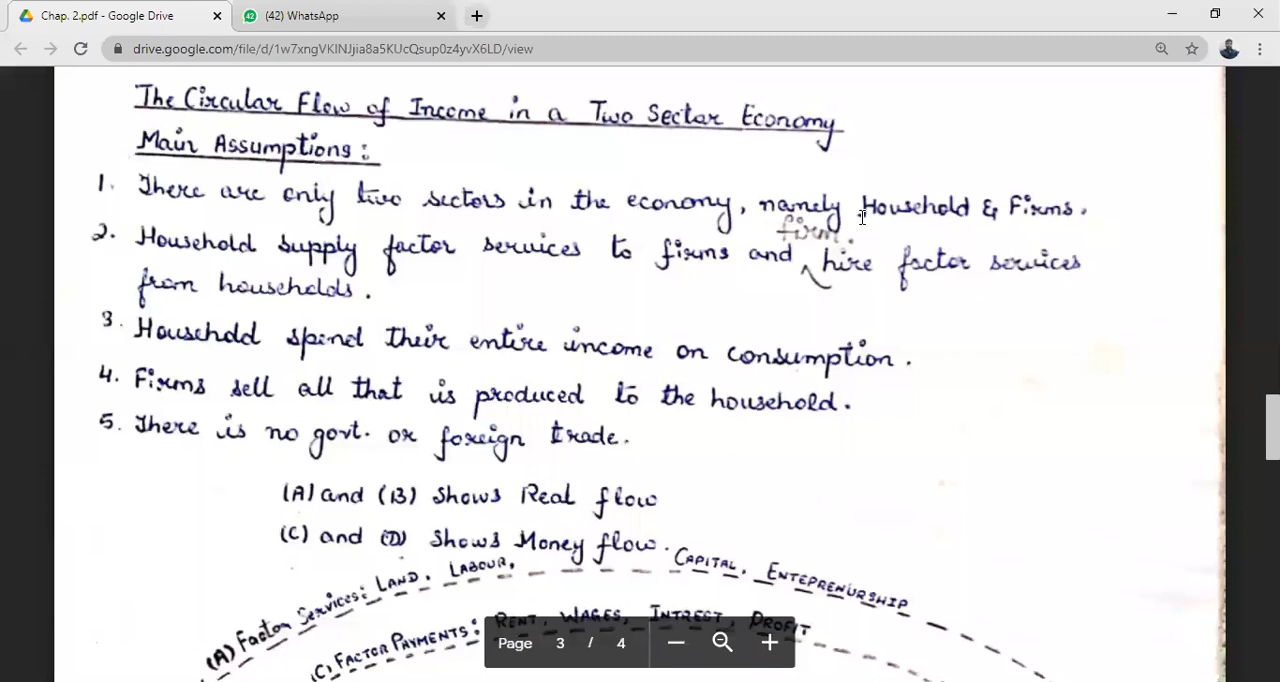 Chap. 2.pdf - Google Drive
(42) WhatsApp
drive.google.com/file/d/1w7xngVKlNJjia8a5KUcQsup0z4yvX6LD/view
The Circular Flow of Income in a Two Sector Economy
Main Assumptions :
1. There are only two sectors in the economy, namely Household & Firms.
firm.
2. Household supply factor services to firms and hire factor services
from households.
3. Household spend their entire income on consumption.
4. Firms sell all that is produced to the household.
5. There is no govt. or foreign trade.
(A) and (B) Shows Real flow
(C) and (D) Shows Money flow.
(A) Factor Services: LAND, LABOUR, CAPITAL, ENTEPRENURSHIP
(C) FACTOR PAYMENTS: RENT, WAGES, INTREST, PROFIT
Page 3 / 4